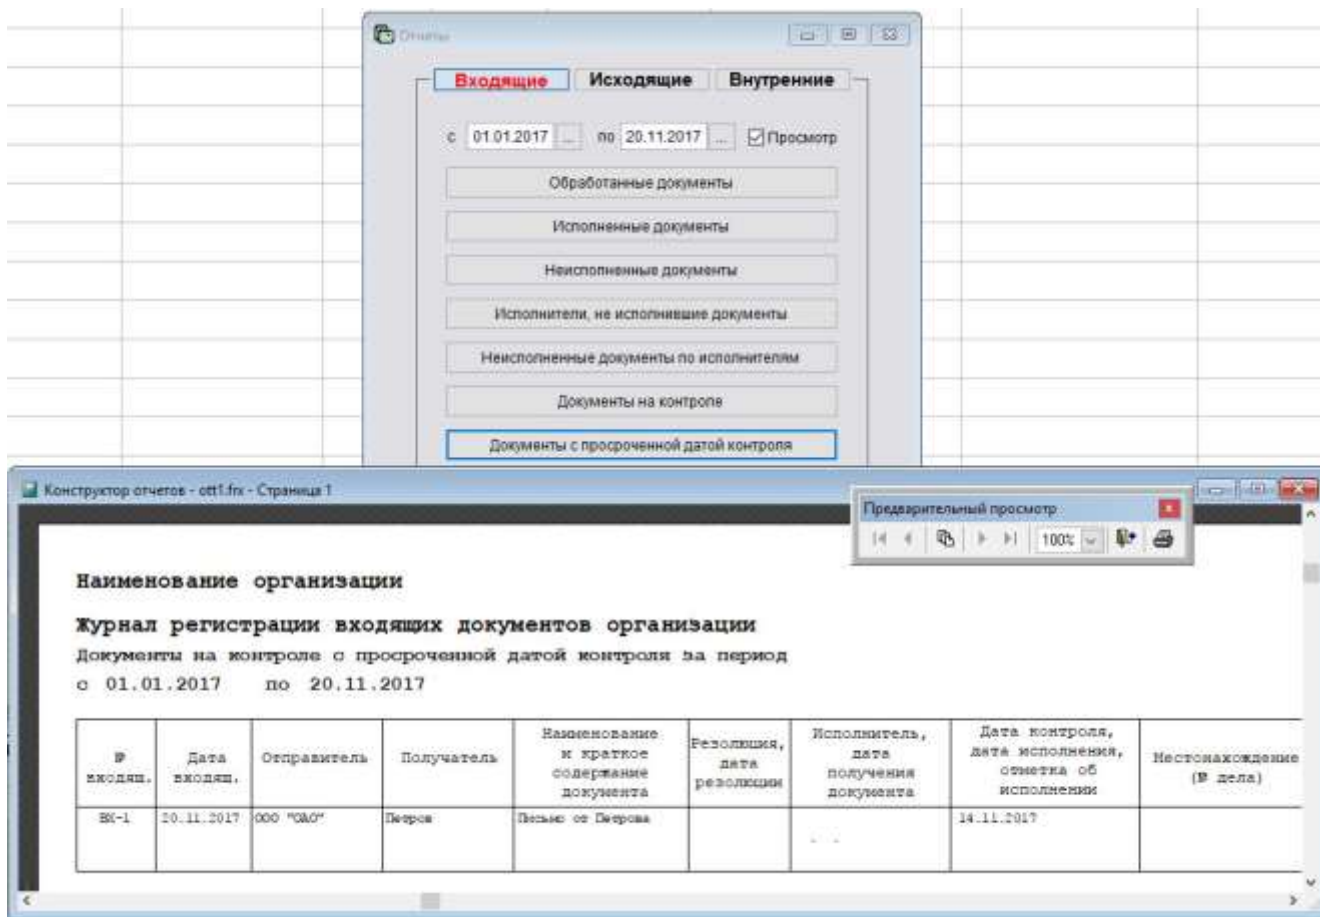 Отчеты
Входящие Исходящие Внутренние
с 01.01.2017 ... по 20.11.2017 ... Просмотр
Обработанные документы
Исполненные документы
Неисполненные документы
Исполнители, не исполнившие документы
Неисполненные документы по исполнителям
Документы на контроле
Документы с просроченной датой контроля
Конструктор отчетов - ott1.frx - Страница 1
Предварительный просмотр
100%
Наименование организации
Журнал регистрации входящих документов организации
Документы на контроле с просроченной датой контроля за период
с 01.01.2017 по 20.11.2017
№
входящ.
Дата
входящ.
Отправитель
Получатель
Наименование
и краткое
содержание
документа
Резолюция,
дата
резолюции
Исполнитель,
дата
получения
документа
Дата контроля,
дата исполнения,
отметка об
исполнении
Местонахождение
(№ дела)
ВХ-1 20.11.2017 ООО "ОАО" Петров Письмо от Петрова 14.11.2017
. .